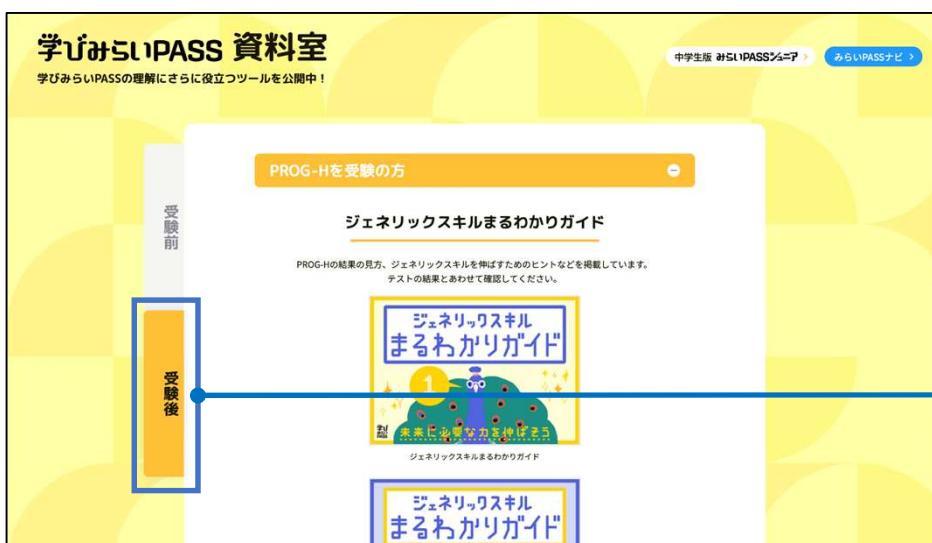 学びみらいPASS 資料室
学びみらいPASSの理解にさらに役立つツールを公開中！
中学生版 みらいPASSジュニア >
みらいPASSナビ >
受験前
受験後
PROG-Hを受験の方
ジェネリックスキルまるわかりガイド
PROG-Hの結果の見方、ジェネリックスキルを伸ばすためのヒントなどを掲載しています。
テストの結果とあわせて確認してください。
ジェネリックスキル
まるわかりガイド
1
未来に必要な力を伸ばそう
ジェネリックスキルまるわかりガイド
ジェネリックスキル
まるわかりガイド